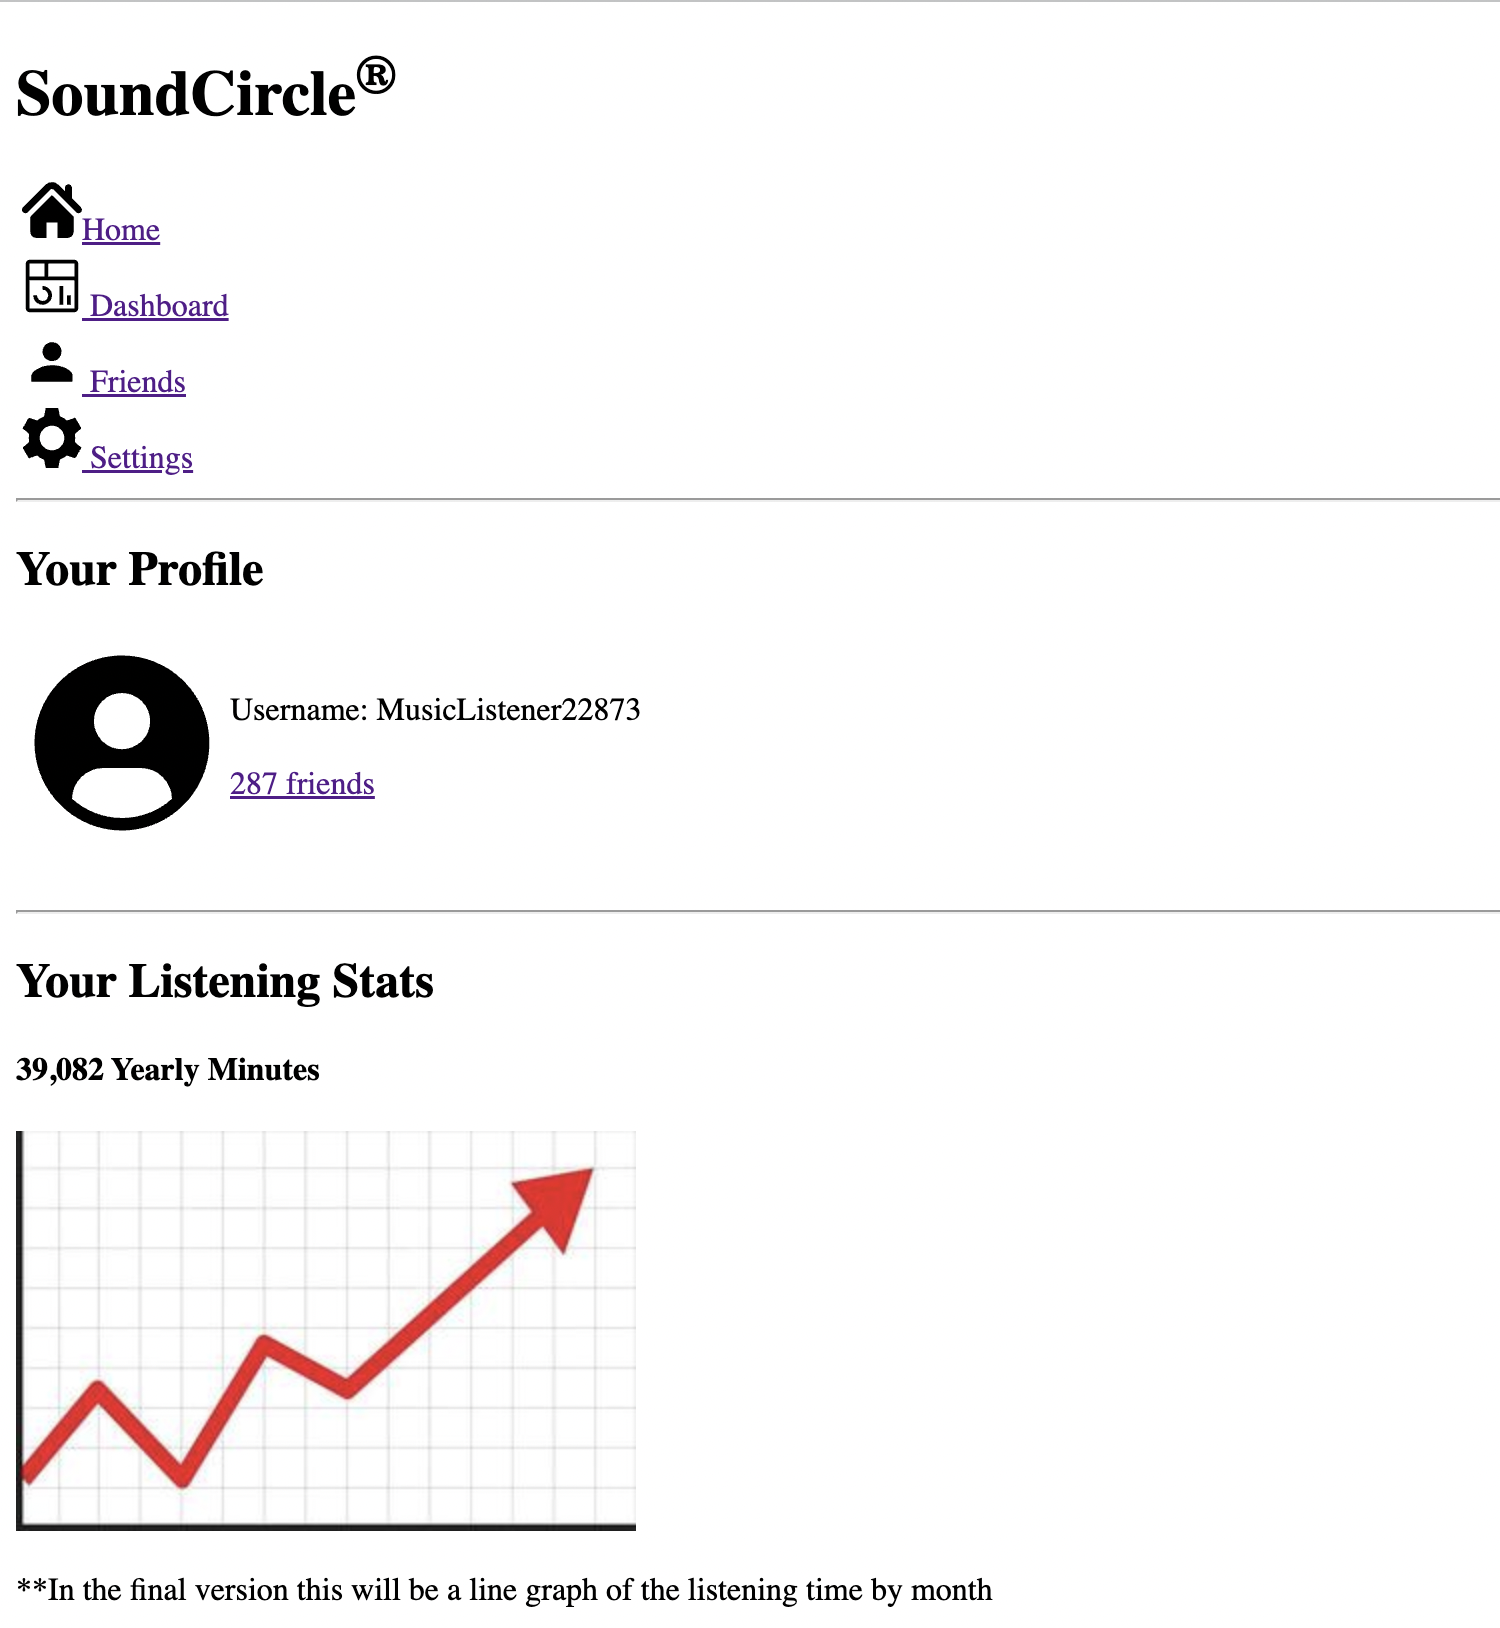 SoundCircle®
Home
Dashboard
Friends
Settings
Your Profile
Username: MusicListener22873
287 friends
Your Listening Stats
39,082 Yearly Minutes
**In the final version this will be a line graph of the listening time by month